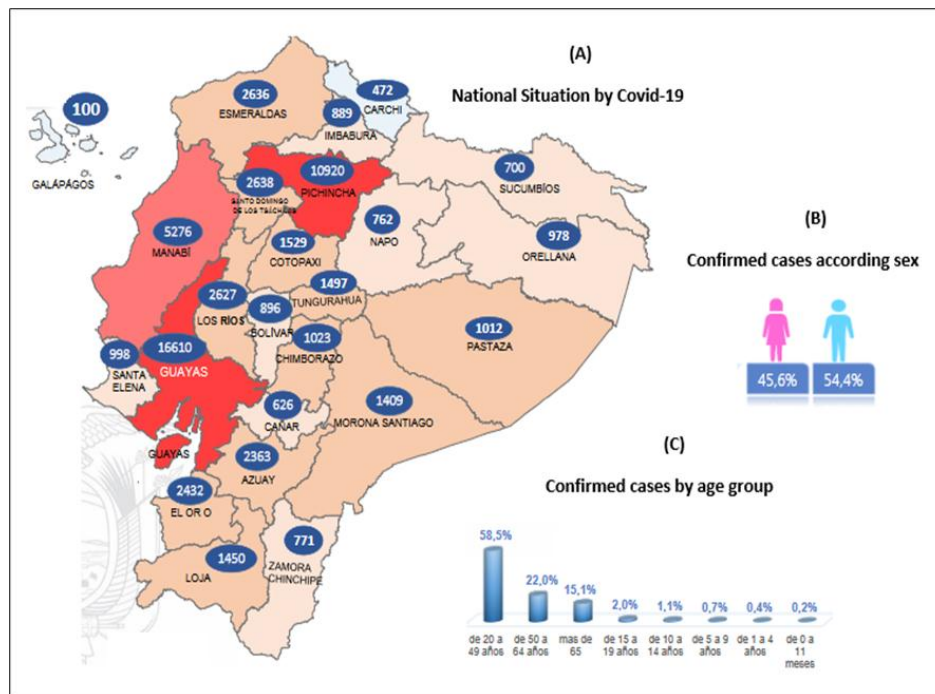 (A)
National Situation by Covid-19
100
GALÁPAGOS
2636
ESMERALDAS
472
CARCHI
889
IMBABURA
700
SUCUMBÍOS
10920
PICHINCHA
2638
SANTO DOMINGO
DE LOS TSÁCHILAS
762
NAPO
978
ORELLANA
5276
MANABÍ
1529
COTOPAXI
1497
TUNGURAHUA
2627
LOS RÍOS
896
BOLÍVAR
1023
CHIMBORAZO
1012
PASTAZA
998
SANTA
ELENA
16610
GUAYAS
626
CAÑAR
1409
MORONA SANTIAGO
GUAYAS
2363
AZUAY
2432
EL OR O
1450
LOJA
771
ZAMORA
CHINCHIPE
(B)
Confirmed cases according sex
45,6% 54,4%
(C)
Confirmed cases by age group
58,5% 22,0% 15,1% 2,0% 1,1% 0,7% 0,4% 0,2%
de 20 a de 50 a mas de de 15 a de 10 a de 5 a 9 de 1 a 4 de 0 a
49 años 64 años 65 19 años 14 años años años 11
meses